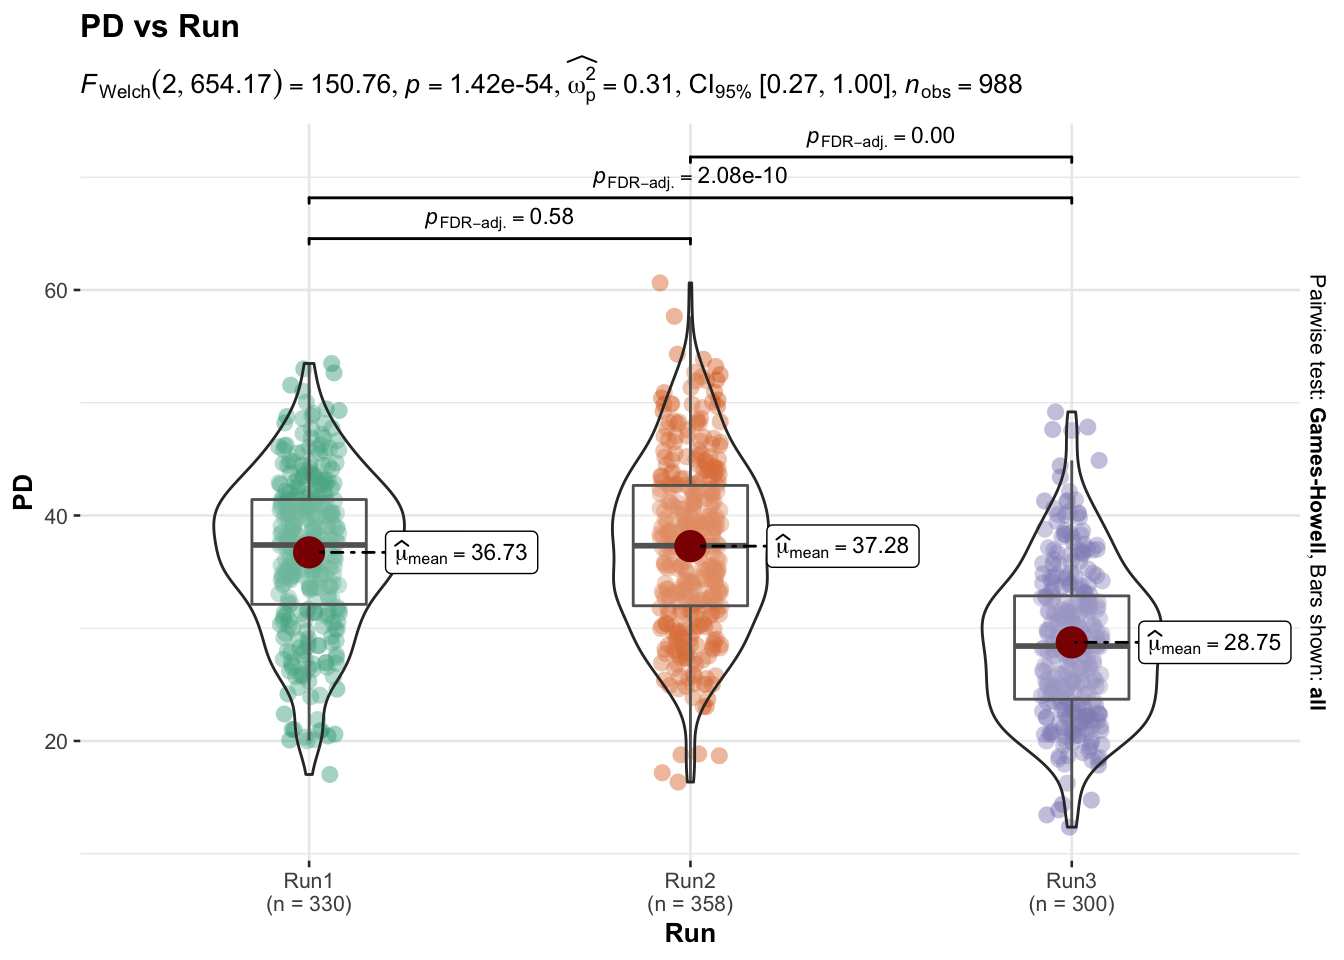 PD vs Run
F_Welch(2, 654.17) = 150.76, p = 1.42e-54, ω̂_p² = 0.31, CI_95% [0.27, 1.00], n_obs = 988
p_FDR−adj. = 0.00
p_FDR−adj. = 2.08e-10
p_FDR−adj. = 0.58
60
40
20
PD
μ̂_mean = 36.73
μ̂_mean = 37.28
μ̂_mean = 28.75
Pairwise test: Games-Howell, Bars shown: all
Run1
(n = 330)
Run2
(n = 358)
Run3
(n = 300)
Run